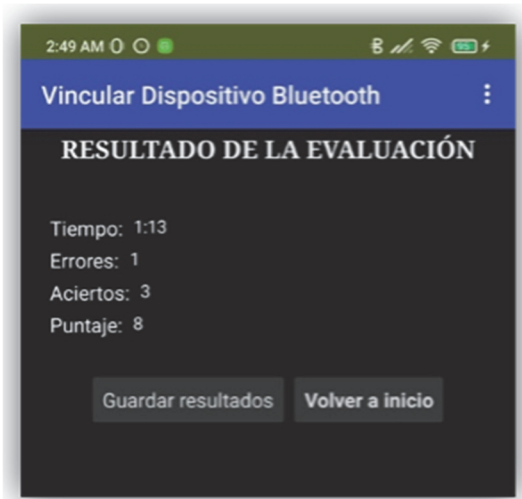 2:49 AM
95
Vincular Dispositivo Bluetooth
RESULTADO DE LA EVALUACIÓN
Tiempo: 1:13
Errores: 1
Aciertos: 3
Puntaje: 8
Guardar resultados Volver a inicio